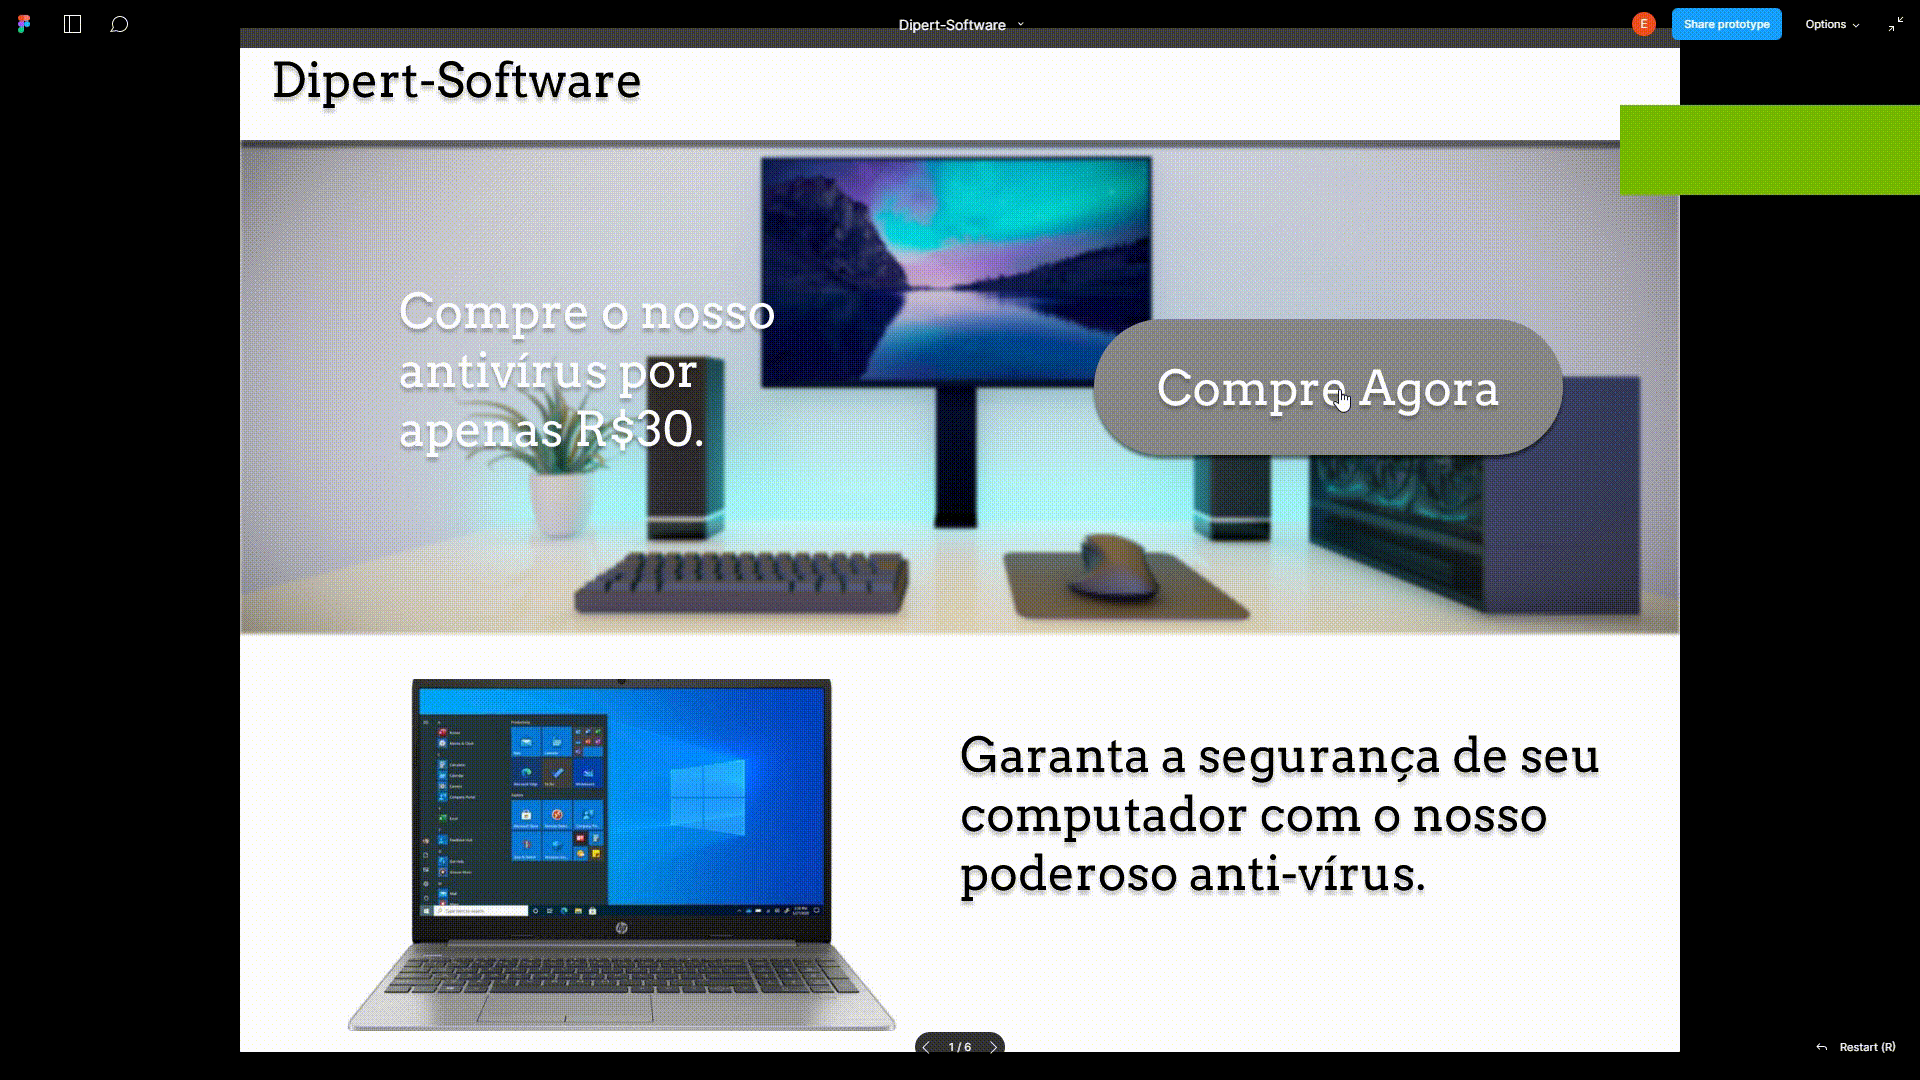 Dipert-Software
E
Share prototype
Options
Dipert-Software
Compre o nosso
antivírus por
apenas R$30.
Compre Agora
Garanta a segurança de seu
computador com o nosso
poderoso anti-vírus.
hp
1 / 6
Restart (R)